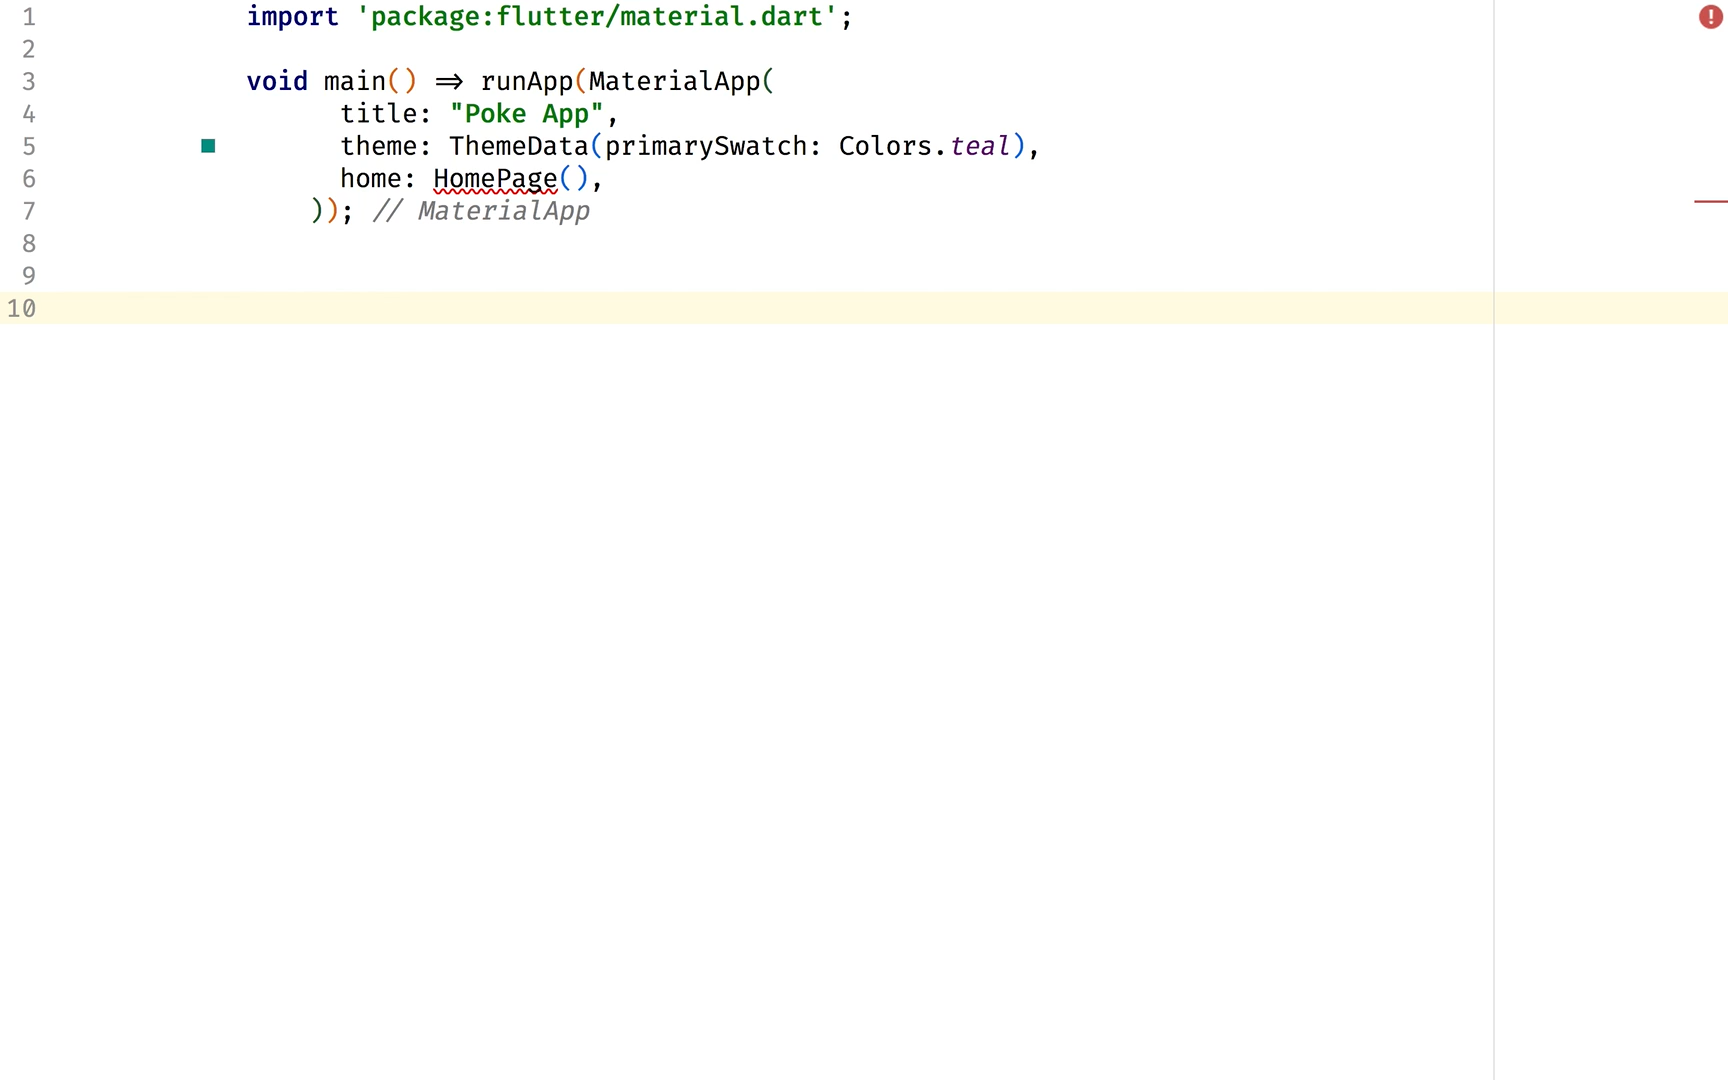 1 import 'package:flutter/material.dart';
2
3 void main() => runApp(MaterialApp(
4 title: "Poke App",
5 theme: ThemeData(primarySwatch: Colors.teal),
6 home: HomePage(),
7 )); // MaterialApp
8
9
10